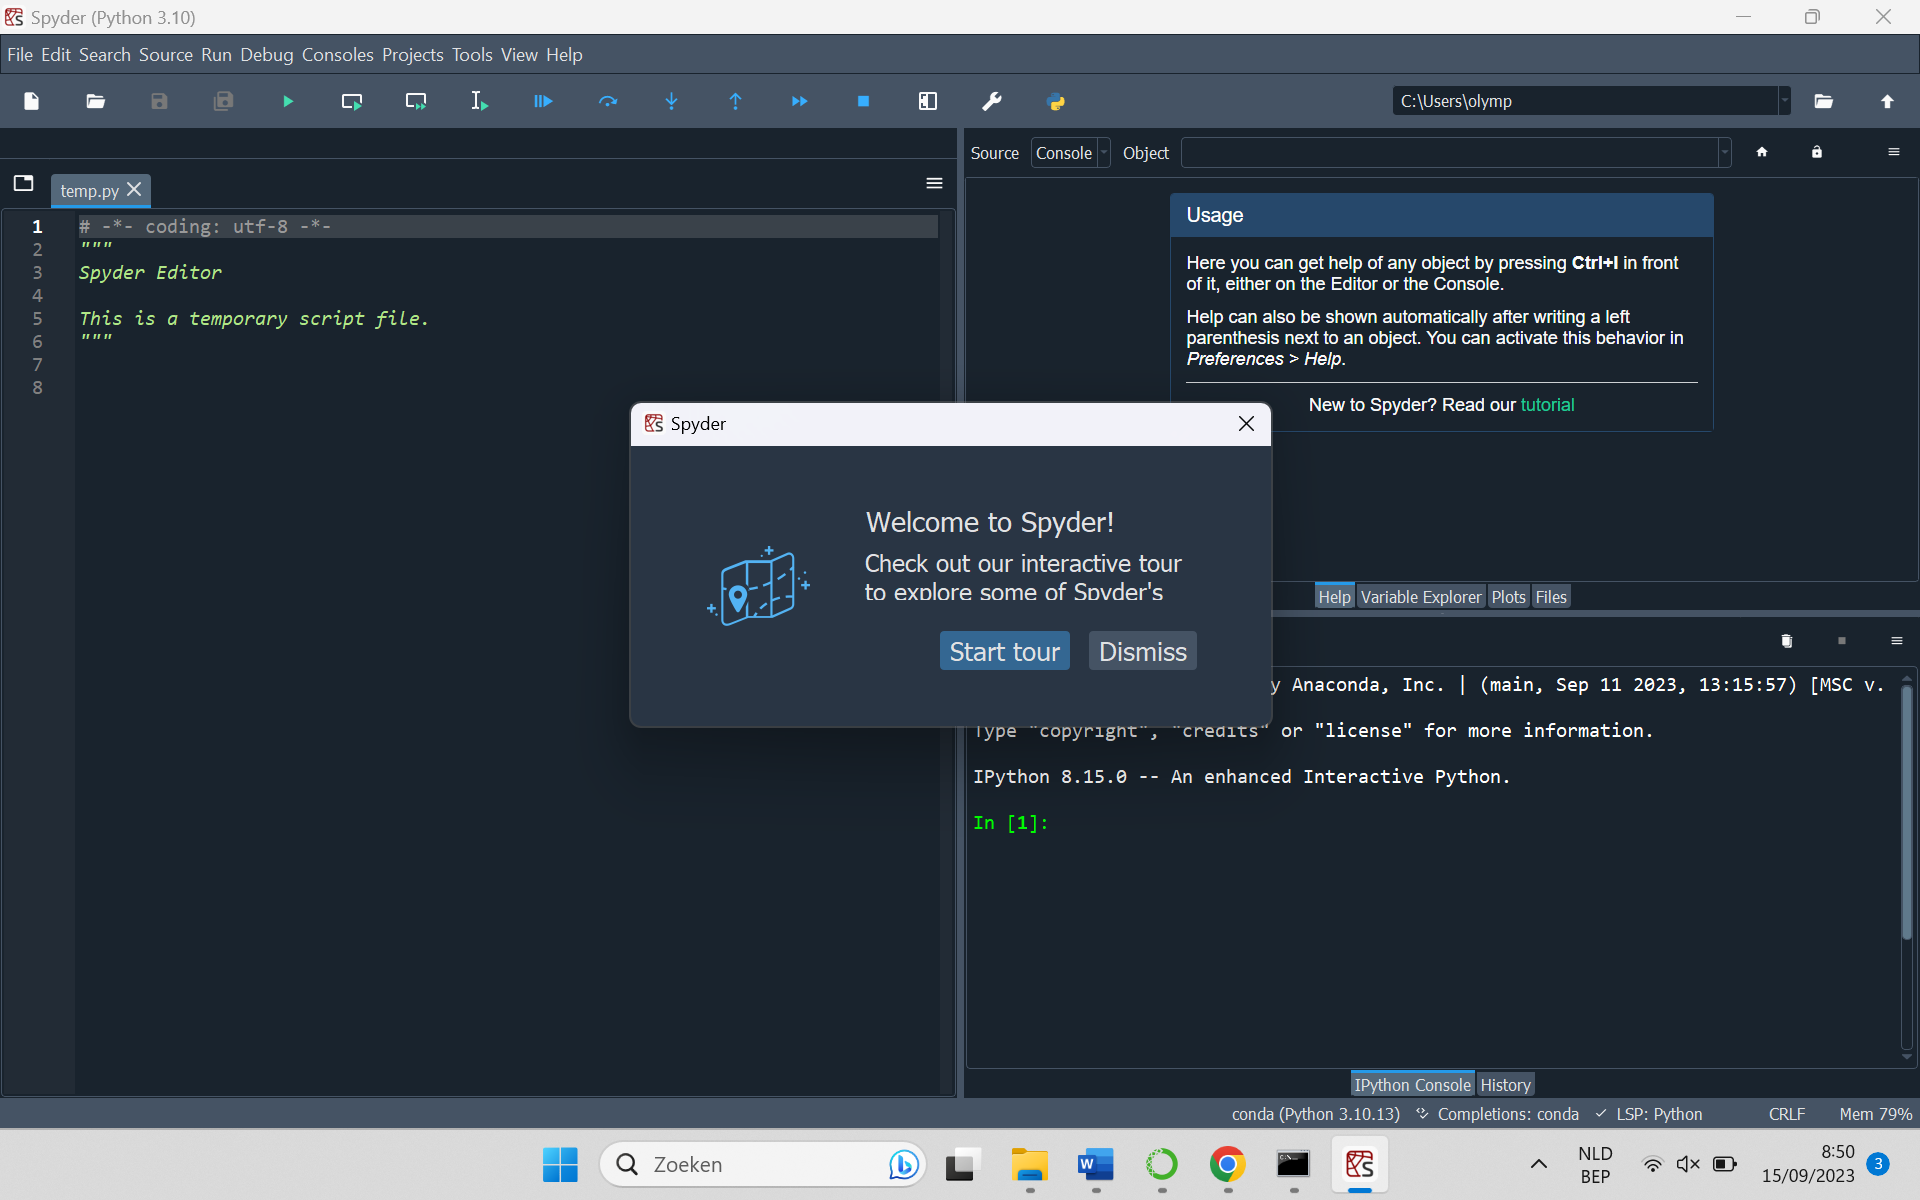 Spyder (Python 3.10)
File Edit Search Source Run Debug Consoles Projects Tools View Help
C:\Users\olymp
Source Console Object
temp.py
1 # -*- coding: utf-8 -*-
2 """
3 Spyder Editor
4
5 This is a temporary script file.
6 """
7
8
Usage
Here you can get help of any object by pressing Ctrl+I in front
of it, either on the Editor or the Console.
Help can also be shown automatically after writing a left
parenthesis next to an object. You can activate this behavior in
Preferences > Help.
New to Spyder? Read our tutorial
Spyder
Welcome to Spyder!
Check out our interactive tour
to explore some of Spyder's
Start tour Dismiss
Help Variable Explorer Plots Files
y Anaconda, Inc. | (main, Sep 11 2023, 13:15:57) [MSC v.
Type "copyright", "credits" or "license" for more information.
IPython 8.15.0 -- An enhanced Interactive Python.
In [1]:
IPython Console History
conda (Python 3.10.13) Completions: conda ✓ LSP: Python CRLF Mem 79%
Zoeken
NLD
BEP
8:50
15/09/2023
3